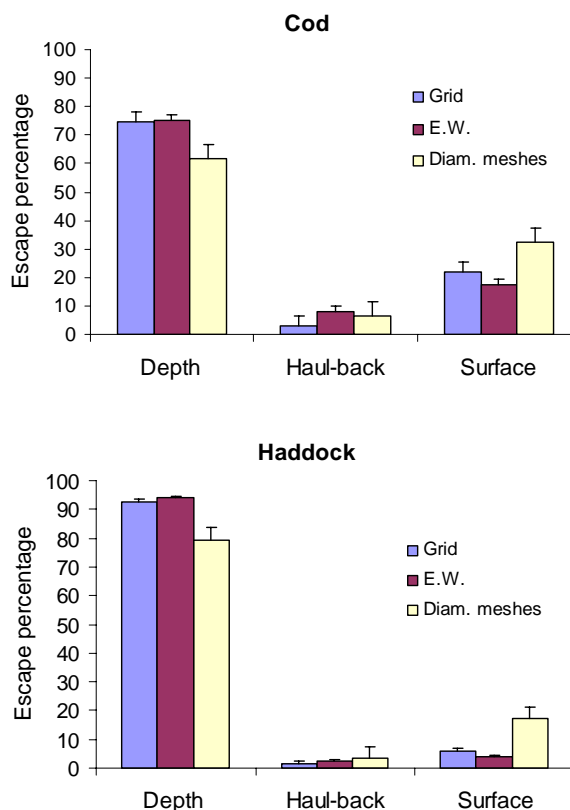 Cod
100
90
80
70
60
50
40
30
20
10
0
Escape percentage
Grid
E.W.
Diam. meshes
Depth Haul-back Surface
Haddock
100
90
80
70
60
50
40
30
20
10
0
Escape percentage
Grid
E.W.
Diam. meshes
Depth Haul-back Surface